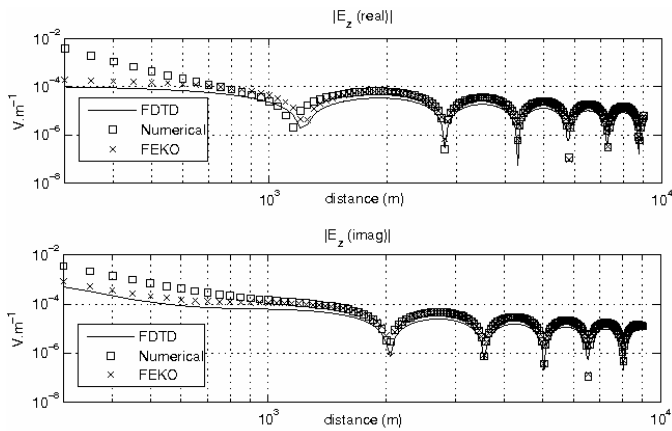 |E_z (real)|
10^-2
10^-4
10^-6
10^-8
V.m^-1
FDTD
Numerical
FEKO
10^3
10^4
distance (m)
|E_z (imag)|
10^-2
10^-4
10^-6
10^-8
V.m^-1
FDTD
Numerical
FEKO
10^3
10^4
distance (m)